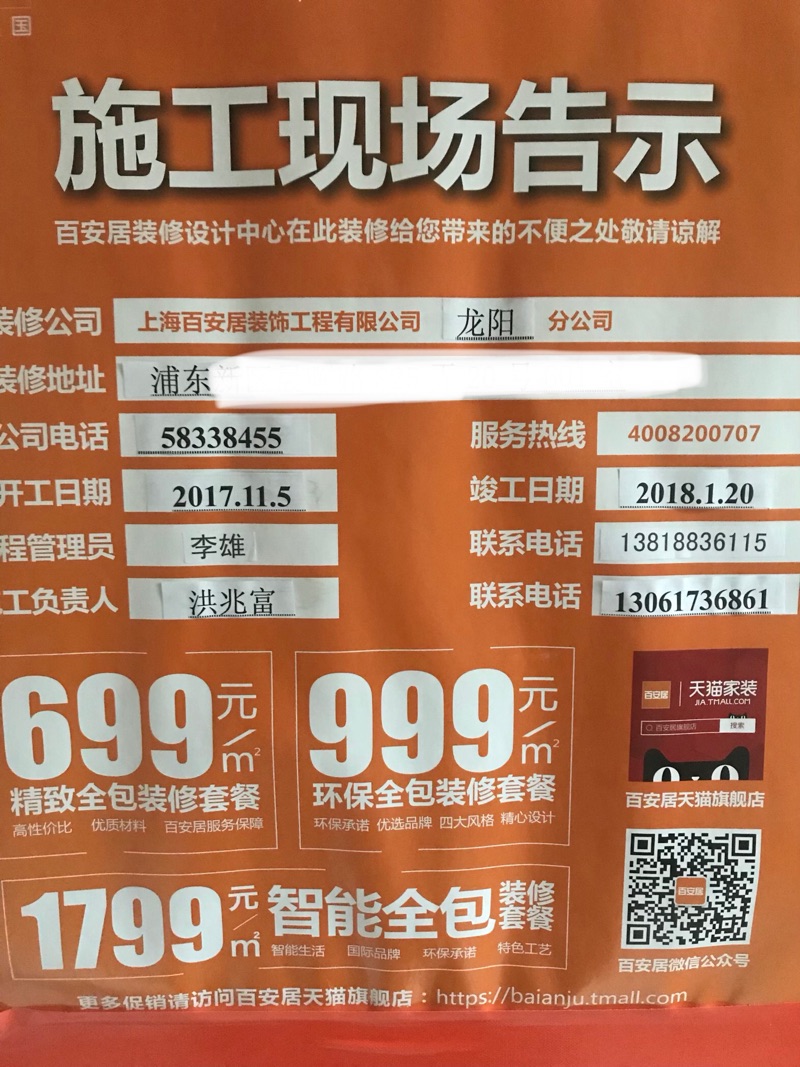 国
施工现场告示
百安居装修设计中心在此装修给您带来的不便之处敬请谅解
装修公司 上海百安居装饰工程有限公司 龙阳 分公司
装修地址 浦东
公司电话 58338455 服务热线 4008200707
开工日期 2017.11.5 竣工日期 2018.1.20
程管理员 李雄 联系电话 13818836115
工负责人 洪兆富 联系电话 13061736861
699元/㎡
精致全包装修套餐
高性价比 优质材料 百安居服务保障
999元/㎡
环保全包装修套餐
环保承诺 优选品牌 四大风格 精心设计
百安居 天猫家装
JIA.TMALL.COM
百安居旗舰店 搜索
百安居天猫旗舰店
1799元/㎡ 智能全包装修套餐
智能生活 国际品牌 环保承诺 特色工艺
百安居
百安居微信公众号
更多促销请访问百安居天猫旗舰店：https://baianju.tmall.com